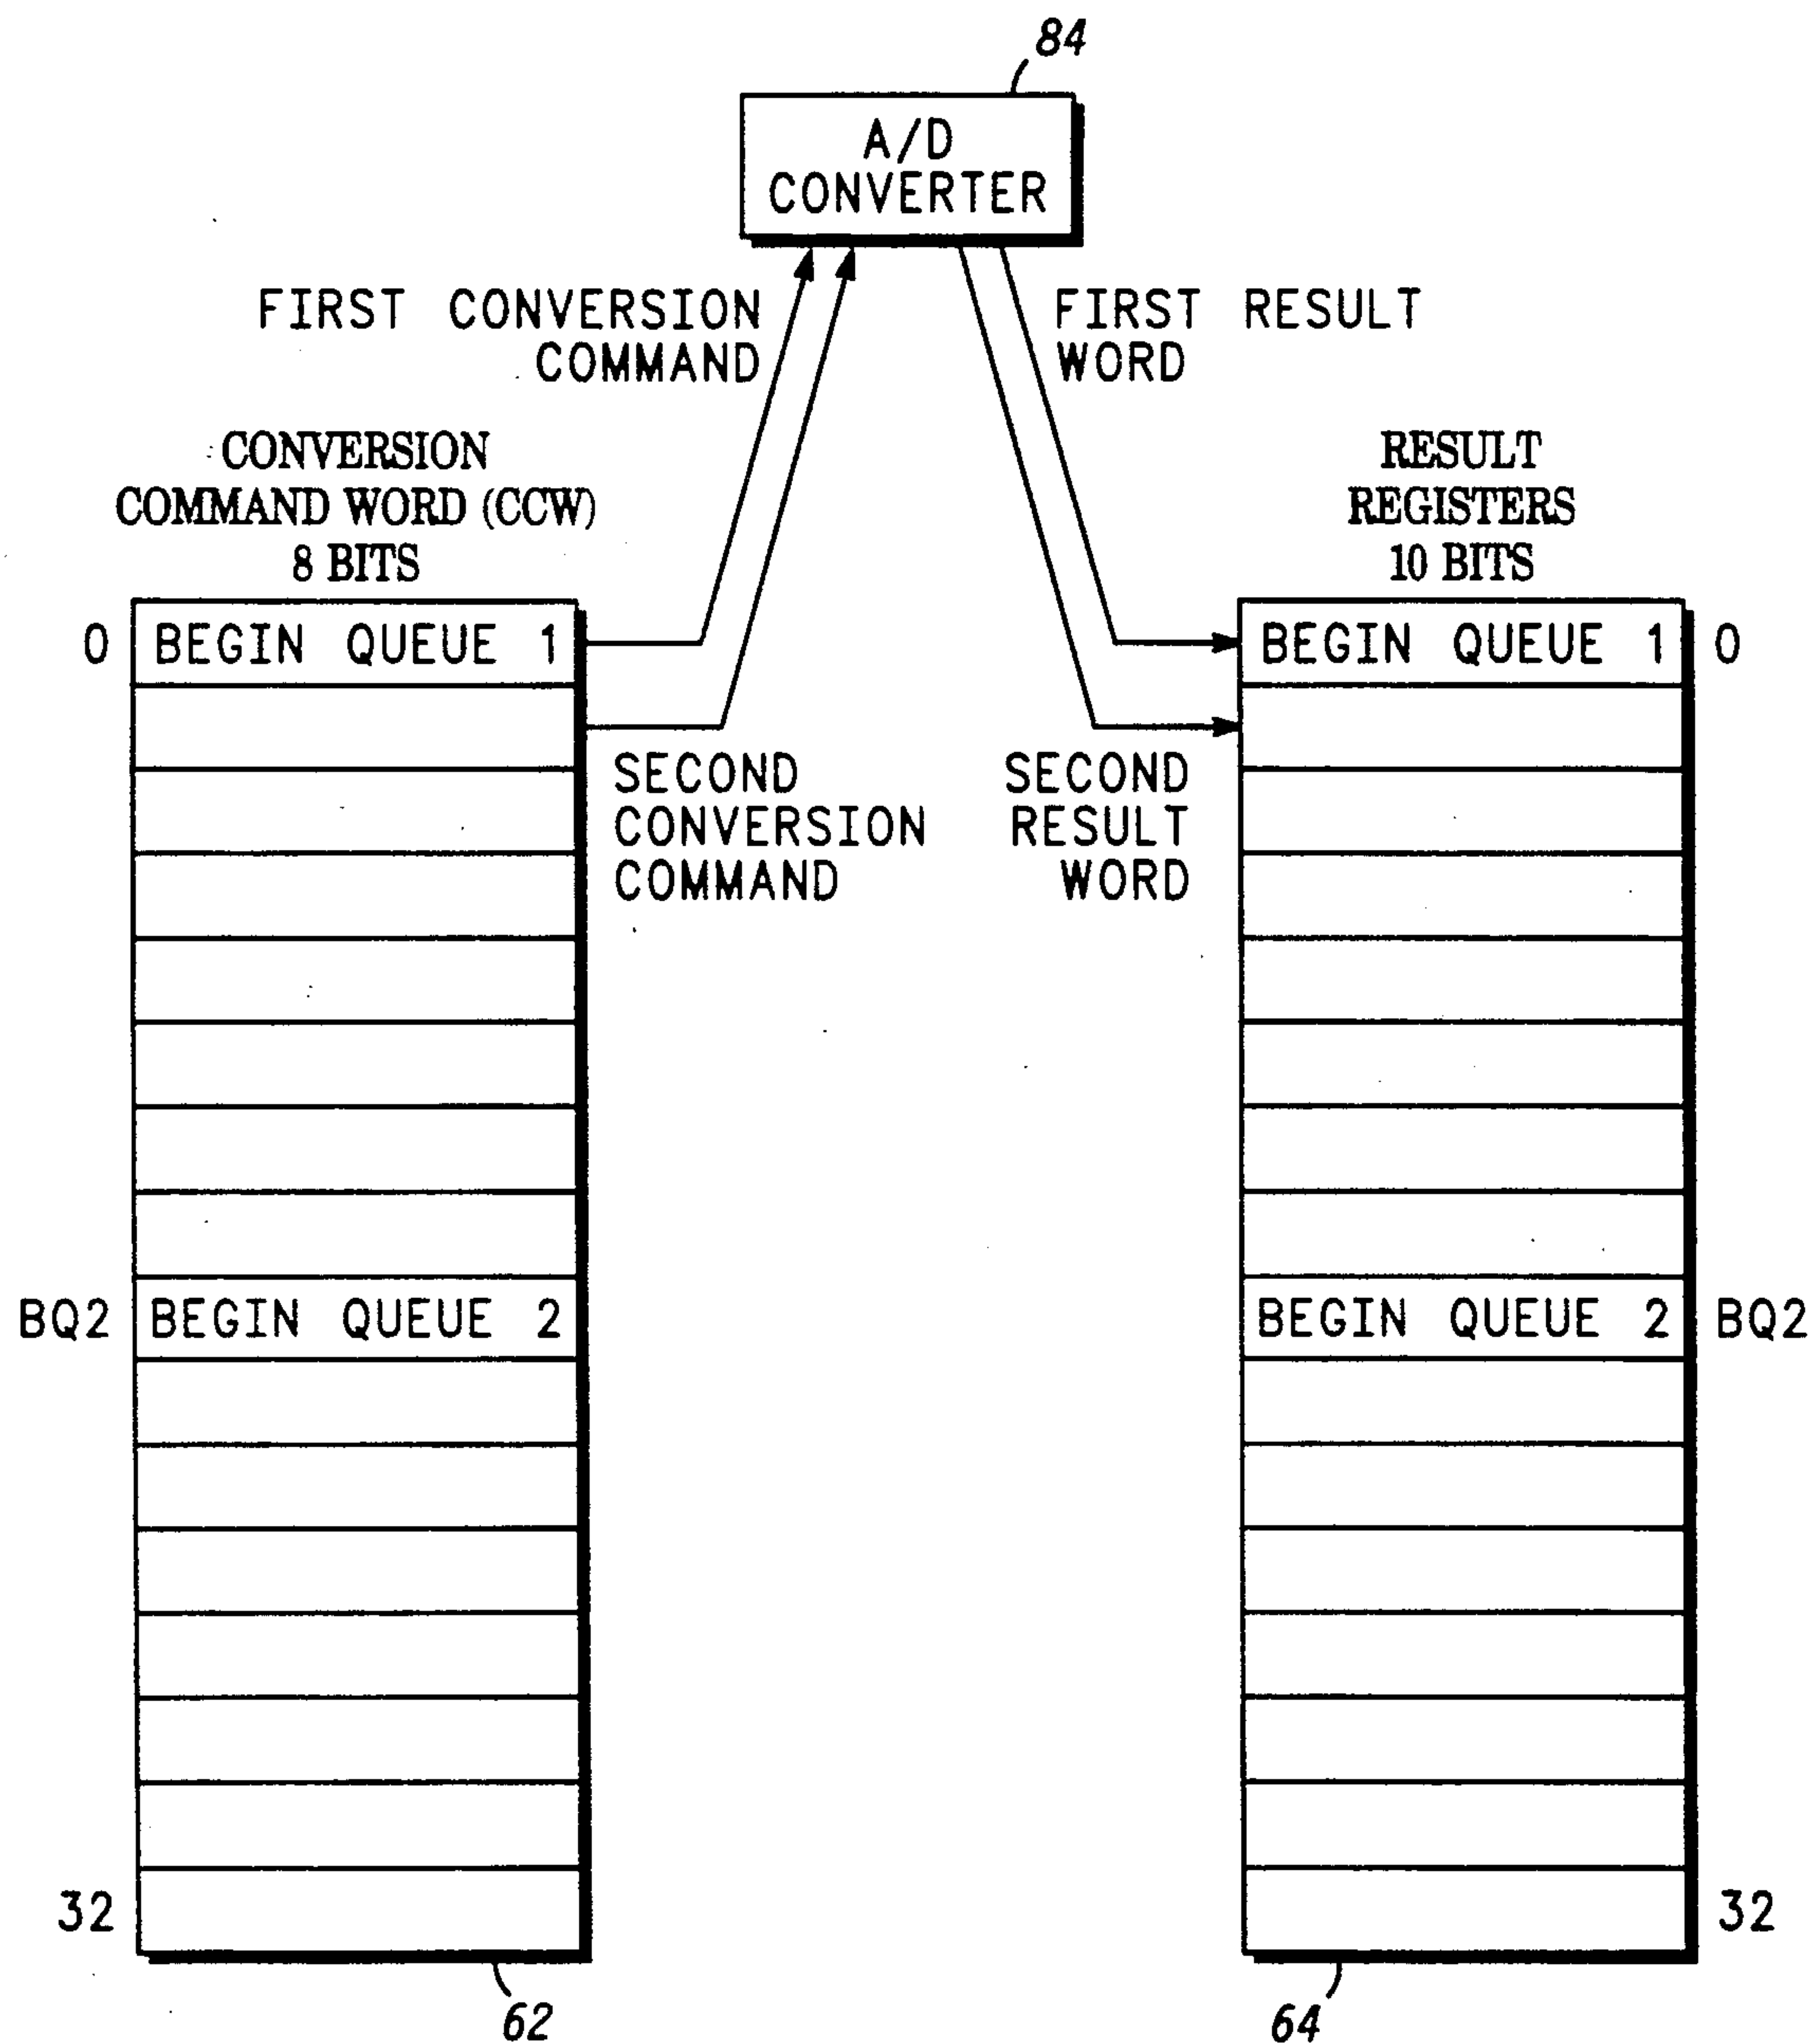 84
A/D
CONVERTER
FIRST CONVERSION
COMMAND
FIRST RESULT
WORD
CONVERSION
COMMAND WORD (CCW)
8 BITS
RESULT
REGISTERS
10 BITS
0 BEGIN QUEUE 1
BEGIN QUEUE 1 0
SECOND
CONVERSION
COMMAND
SECOND
RESULT
WORD
BQ2 BEGIN QUEUE 2
BEGIN QUEUE 2 BQ2
32
32
62
64